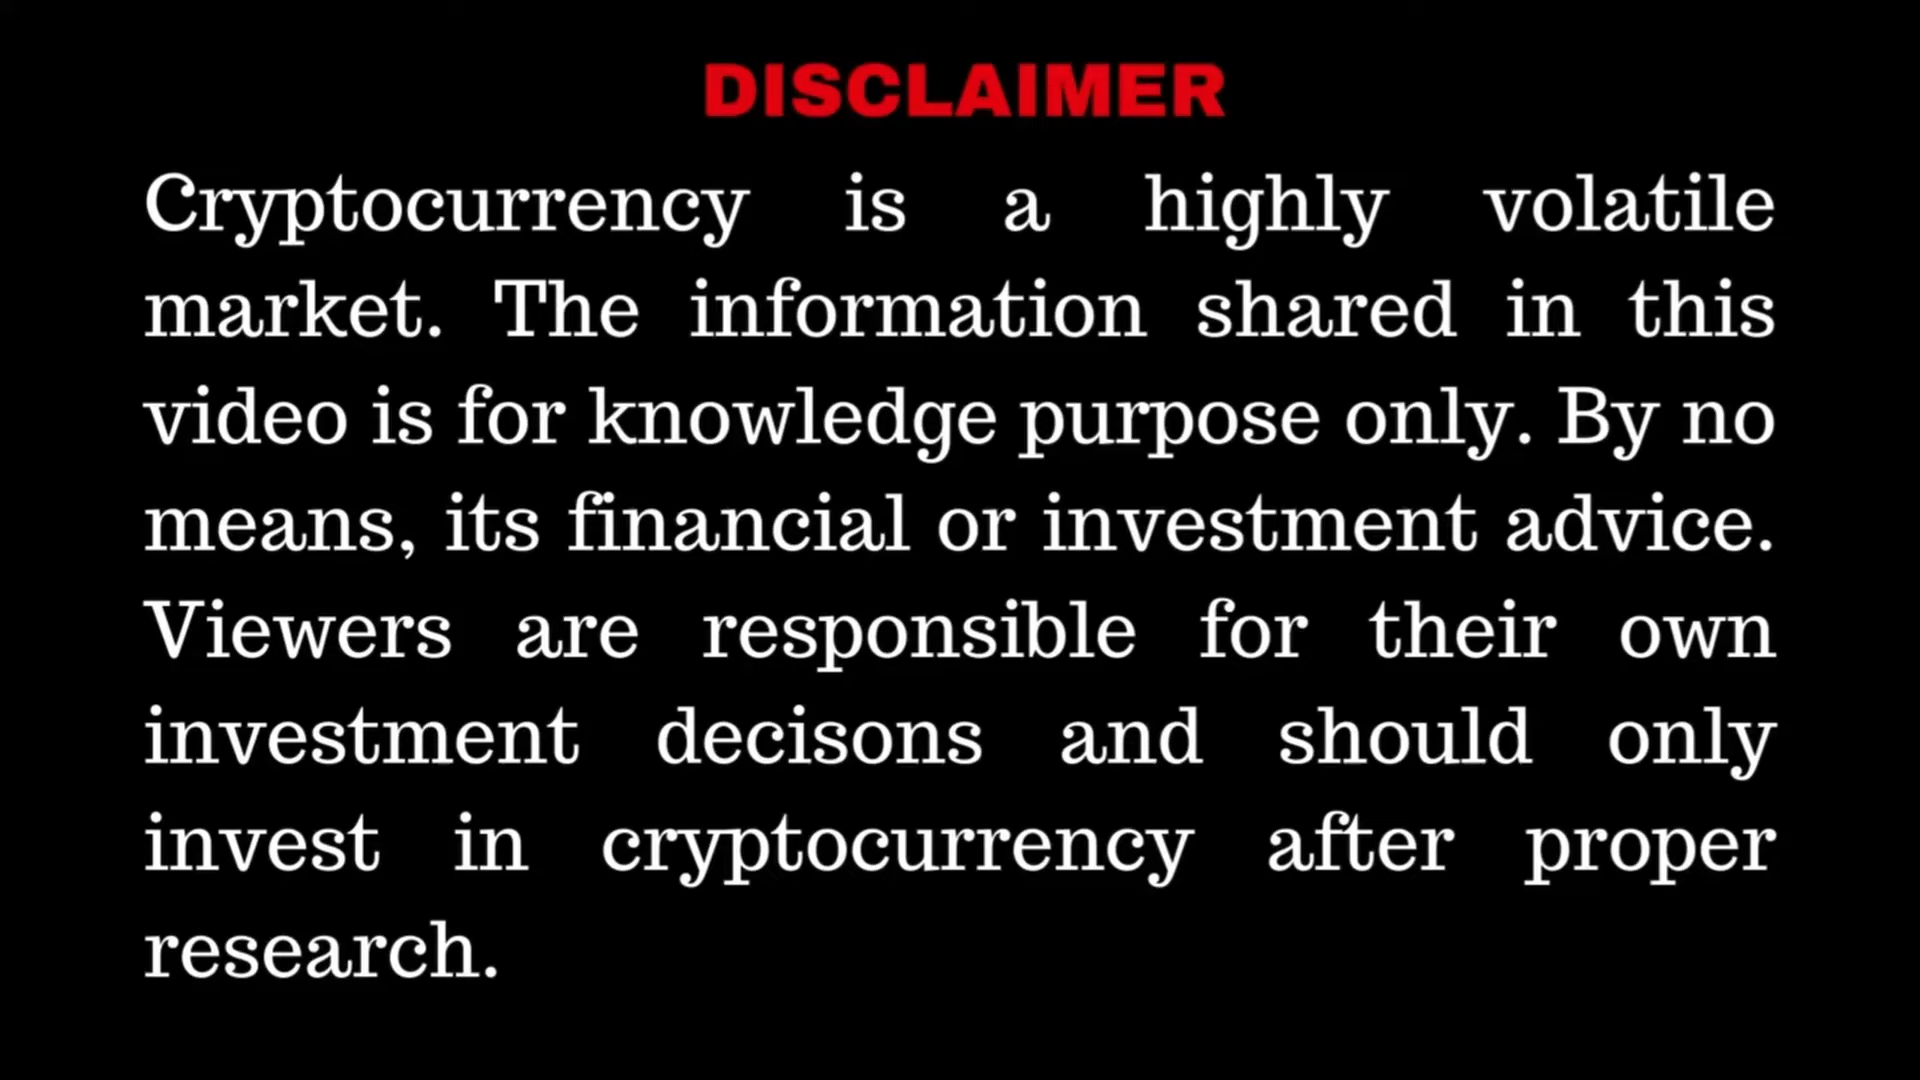 DISCLAIMER
Cryptocurrency is a highly volatile
market. The information shared in this
video is for knowledge purpose only. By no
means, its financial or investment advice.
Viewers are responsible for their own
investment decisons and should only
invest in cryptocurrency after proper
research.